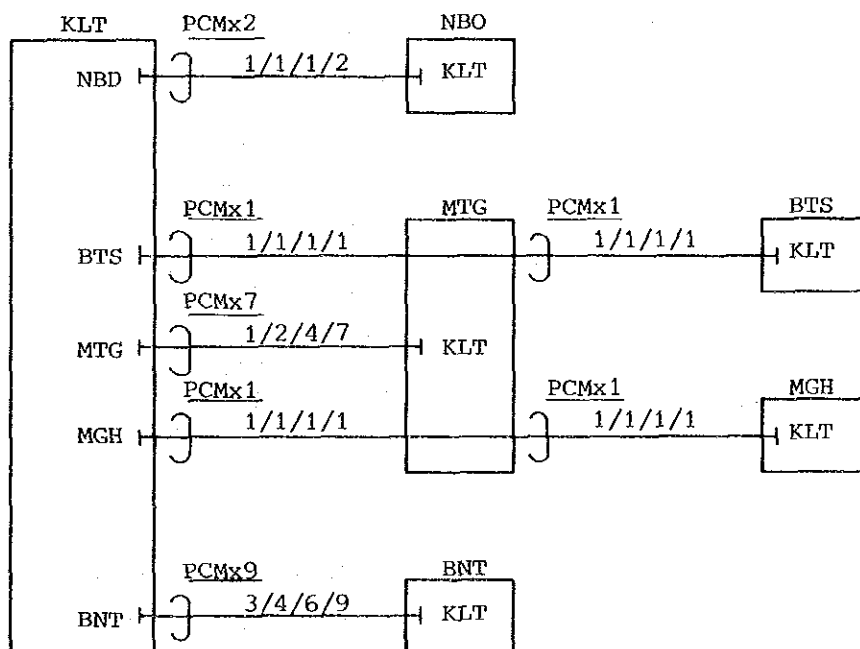 KLT PCMx2 NBO
NBD 1/1/1/2 KLT
PCMx1 MTG PCMx1 BTS
BTS 1/1/1/1 1/1/1/1 KLT
PCMx7
MTG 1/2/4/7 KLT
PCMx1 PCMx1 MGH
MGH 1/1/1/1 1/1/1/1 KLT
PCMx9 BNT
BNT 3/4/6/9 KLT